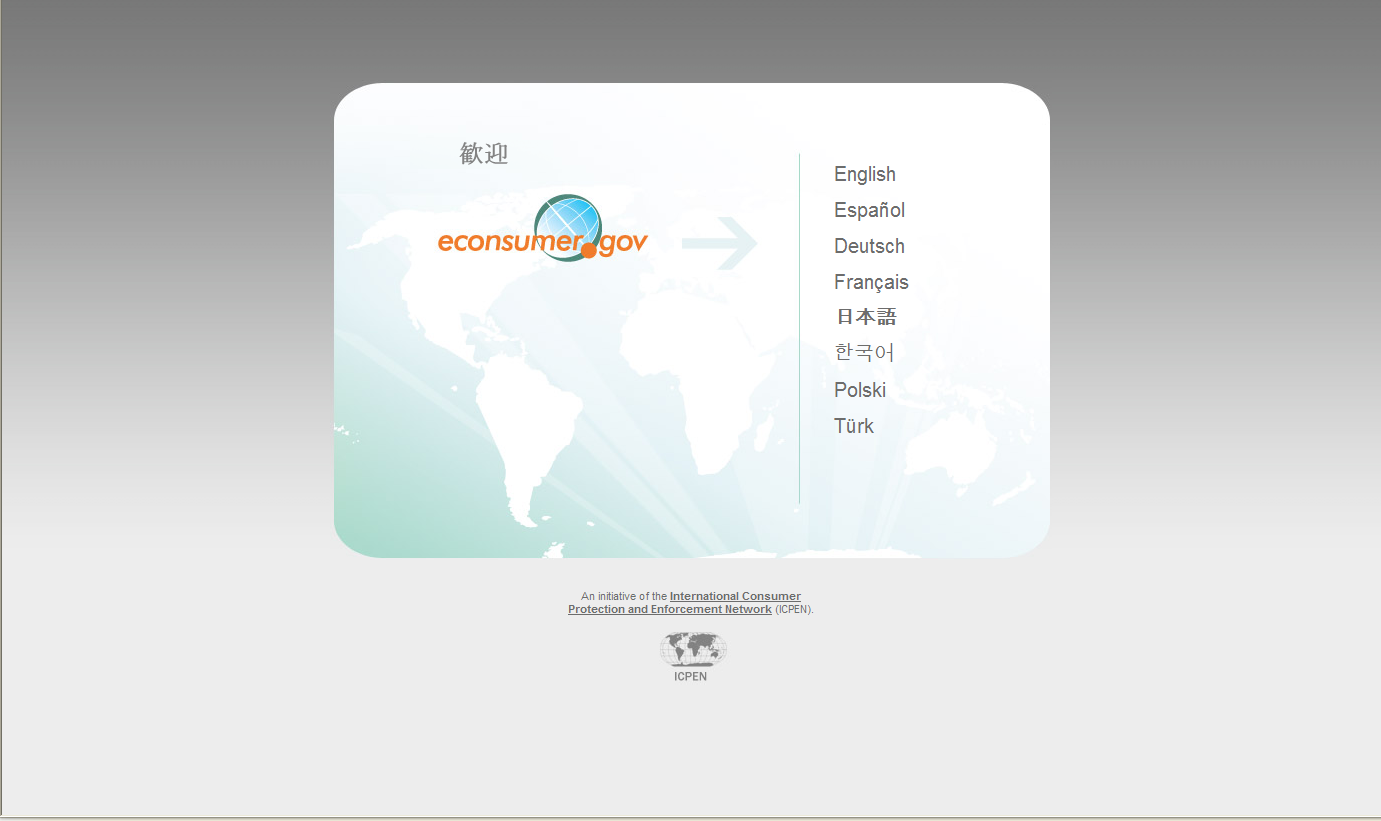 歓迎
econsumer.gov
English
Español
Deutsch
Français
日本語
한국어
Polski
Türk
An initiative of the International Consumer
Protection and Enforcement Network (ICPEN).
ICPEN